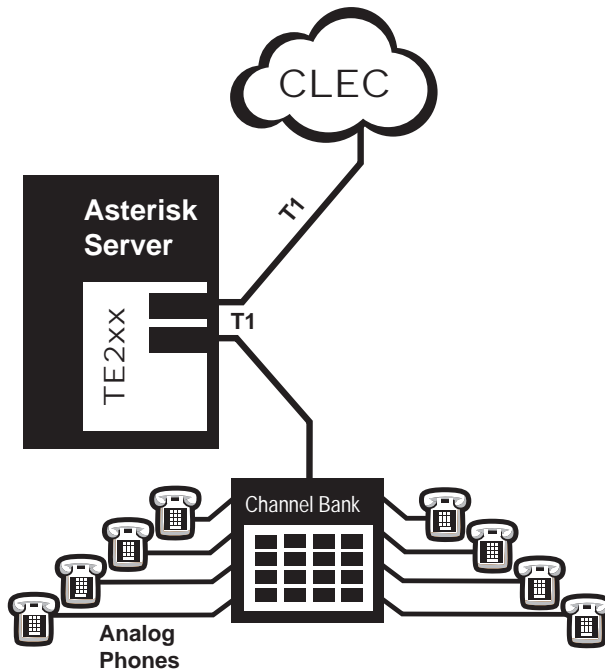 CLEC
T1
Asterisk
Server
TE2xx
T1
Channel Bank
Analog
Phones